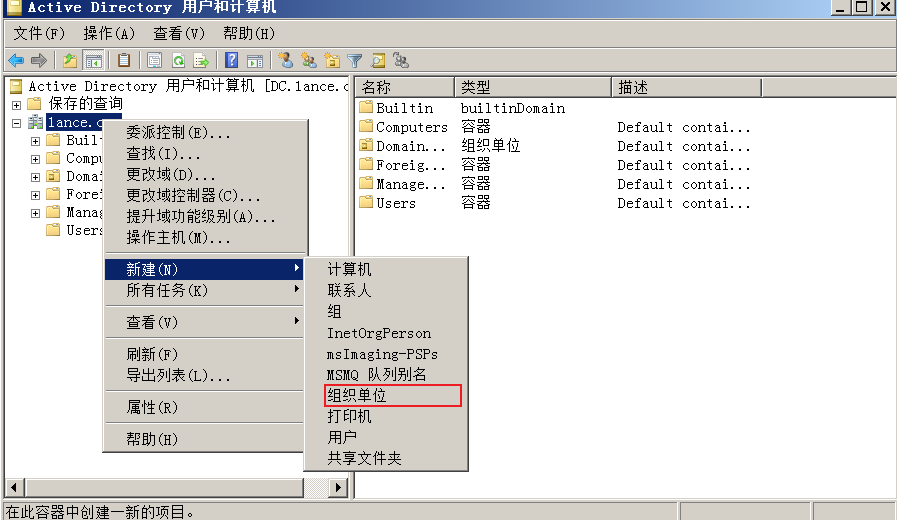 Active Directory 用户和计算机
文件(F) 操作(A) 查看(V) 帮助(H)
Active Directory 用户和计算机 [DC.lance.c
保存的查询
lance.c
Buil
Compu
Domai
Forei
Manag
Users
委派控制(E)...
查找(I)...
更改域(D)...
更改域控制器(C)...
提升域功能级别(A)...
操作主机(M)...
新建(N)
所有任务(K)
查看(V)
刷新(F)
导出列表(L)...
属性(R)
帮助(H)
计算机
联系人
组
InetOrgPerson
msImaging-PSPs
MSMQ 队列别名
组织单位
打印机
用户
共享文件夹
名称 类型 描述
Builtin builtinDomain
Computers 容器 Default contai...
Domain... 组织单位
Foreig... 容器 Default contai...
Manage... 容器 Default contai...
Users 容器 Default contai...
在此容器中创建一新的项目。